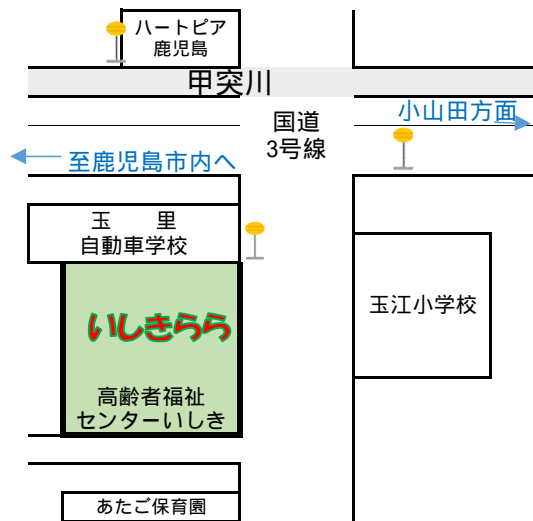 ハートピア
鹿児島
甲突川
小山田方面
国道
3号線
至鹿児島市内へ
玉　里
自動車学校
玉江小学校
いしきらら
高齢者福祉
センターいしき
あたご保育園